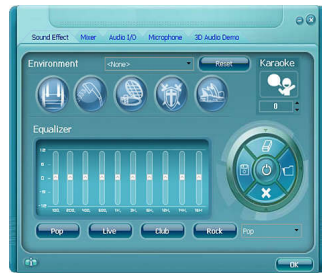 Sound Effect Mixer Audio I/O Microphone 3D Audio Demo
Environment <None> Reset Karaoke
0
Equalizer
Pop Live Club Rock Pop
OK